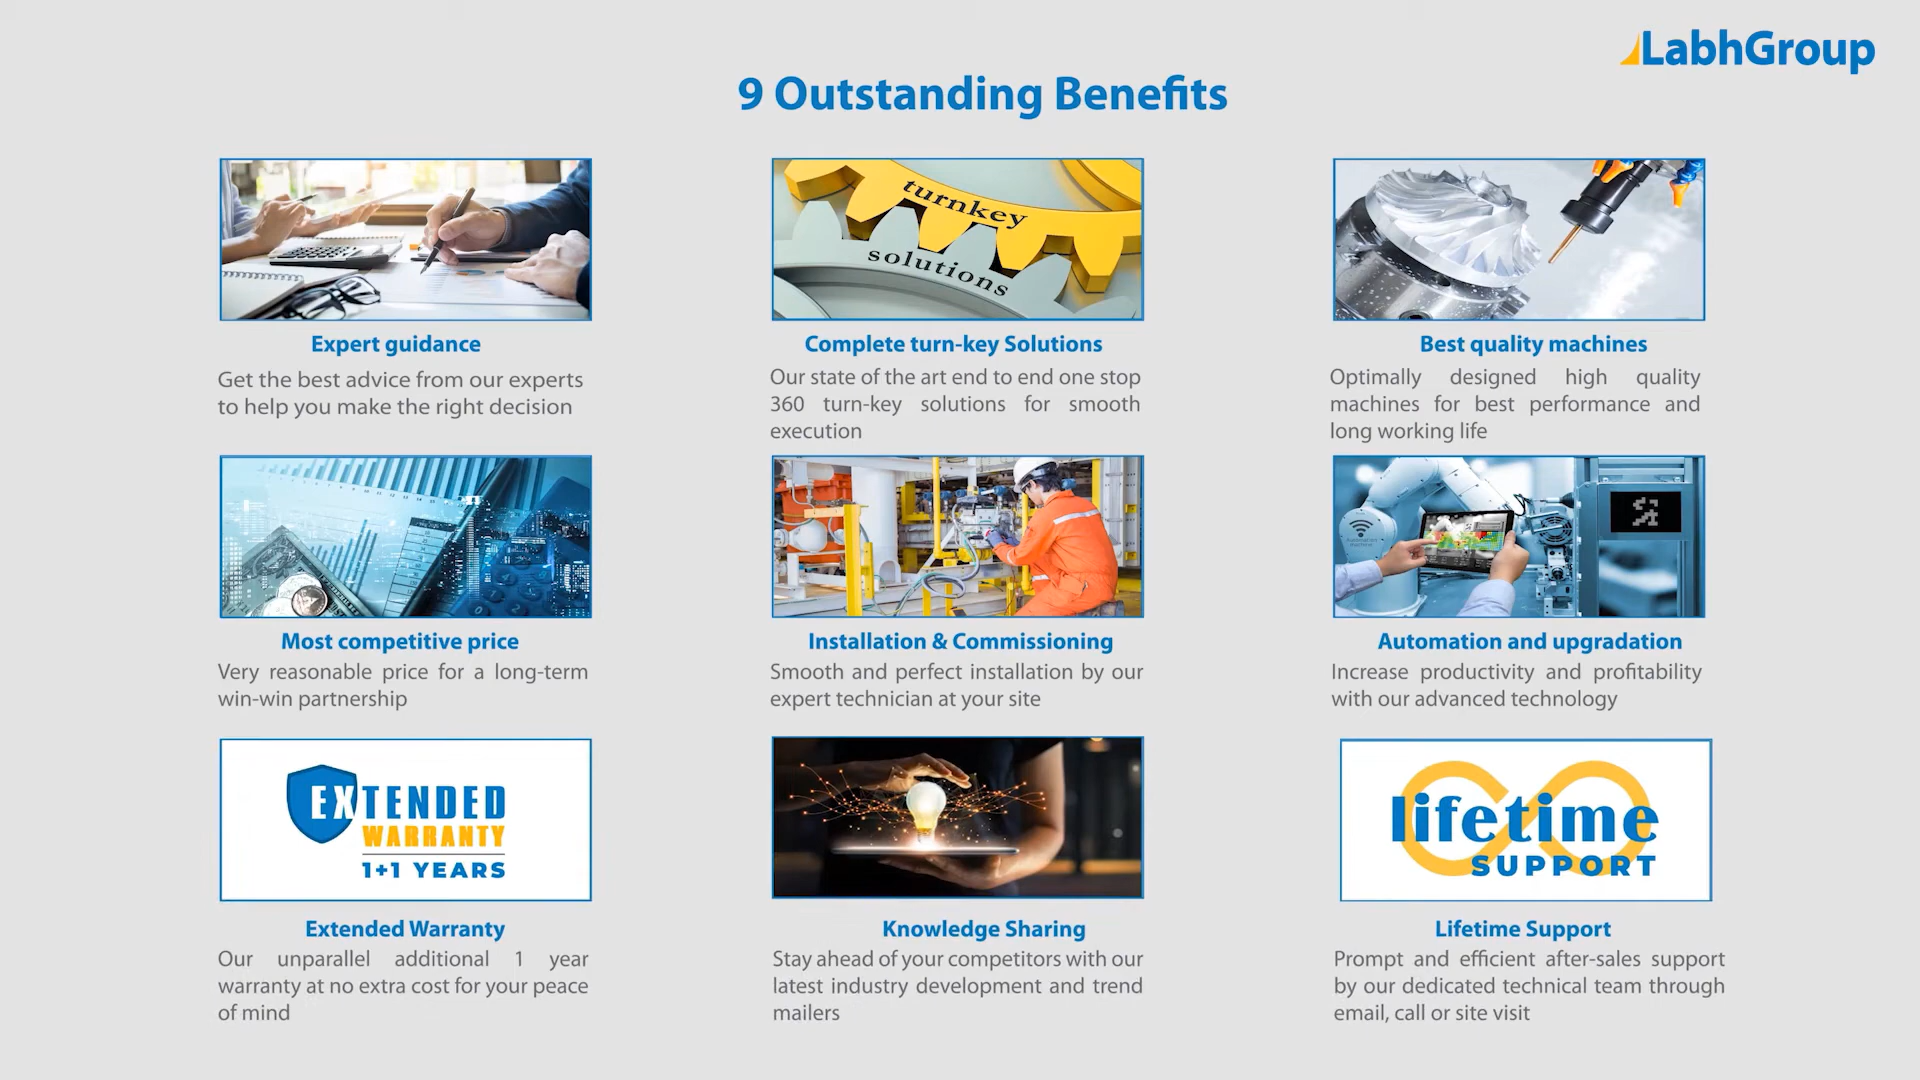 LabhGroup
9 Outstanding Benefits
turnkey
solutions
Expert guidance
Get the best advice from our experts
to help you make the right decision
Complete turn-key Solutions
Our state of the art end to end one stop
360 turn-key solutions for smooth
execution
Best quality machines
Optimally designed high quality
machines for best performance and
long working life
Most competitive price
Very reasonable price for a long-term
win-win partnership
Installation & Commissioning
Smooth and perfect installation by our
expert technician at your site
Automation and upgradation
Increase productivity and profitability
with our advanced technology
EXTENDED
WARRANTY
1+1 YEARS
Extended Warranty
Our unparallel additional 1 year
warranty at no extra cost for your peace
of mind
Knowledge Sharing
Stay ahead of your competitors with our
latest industry development and trend
mailers
lifetime
SUPPORT
Lifetime Support
Prompt and efficient after-sales support
by our dedicated technical team through
email, call or site visit